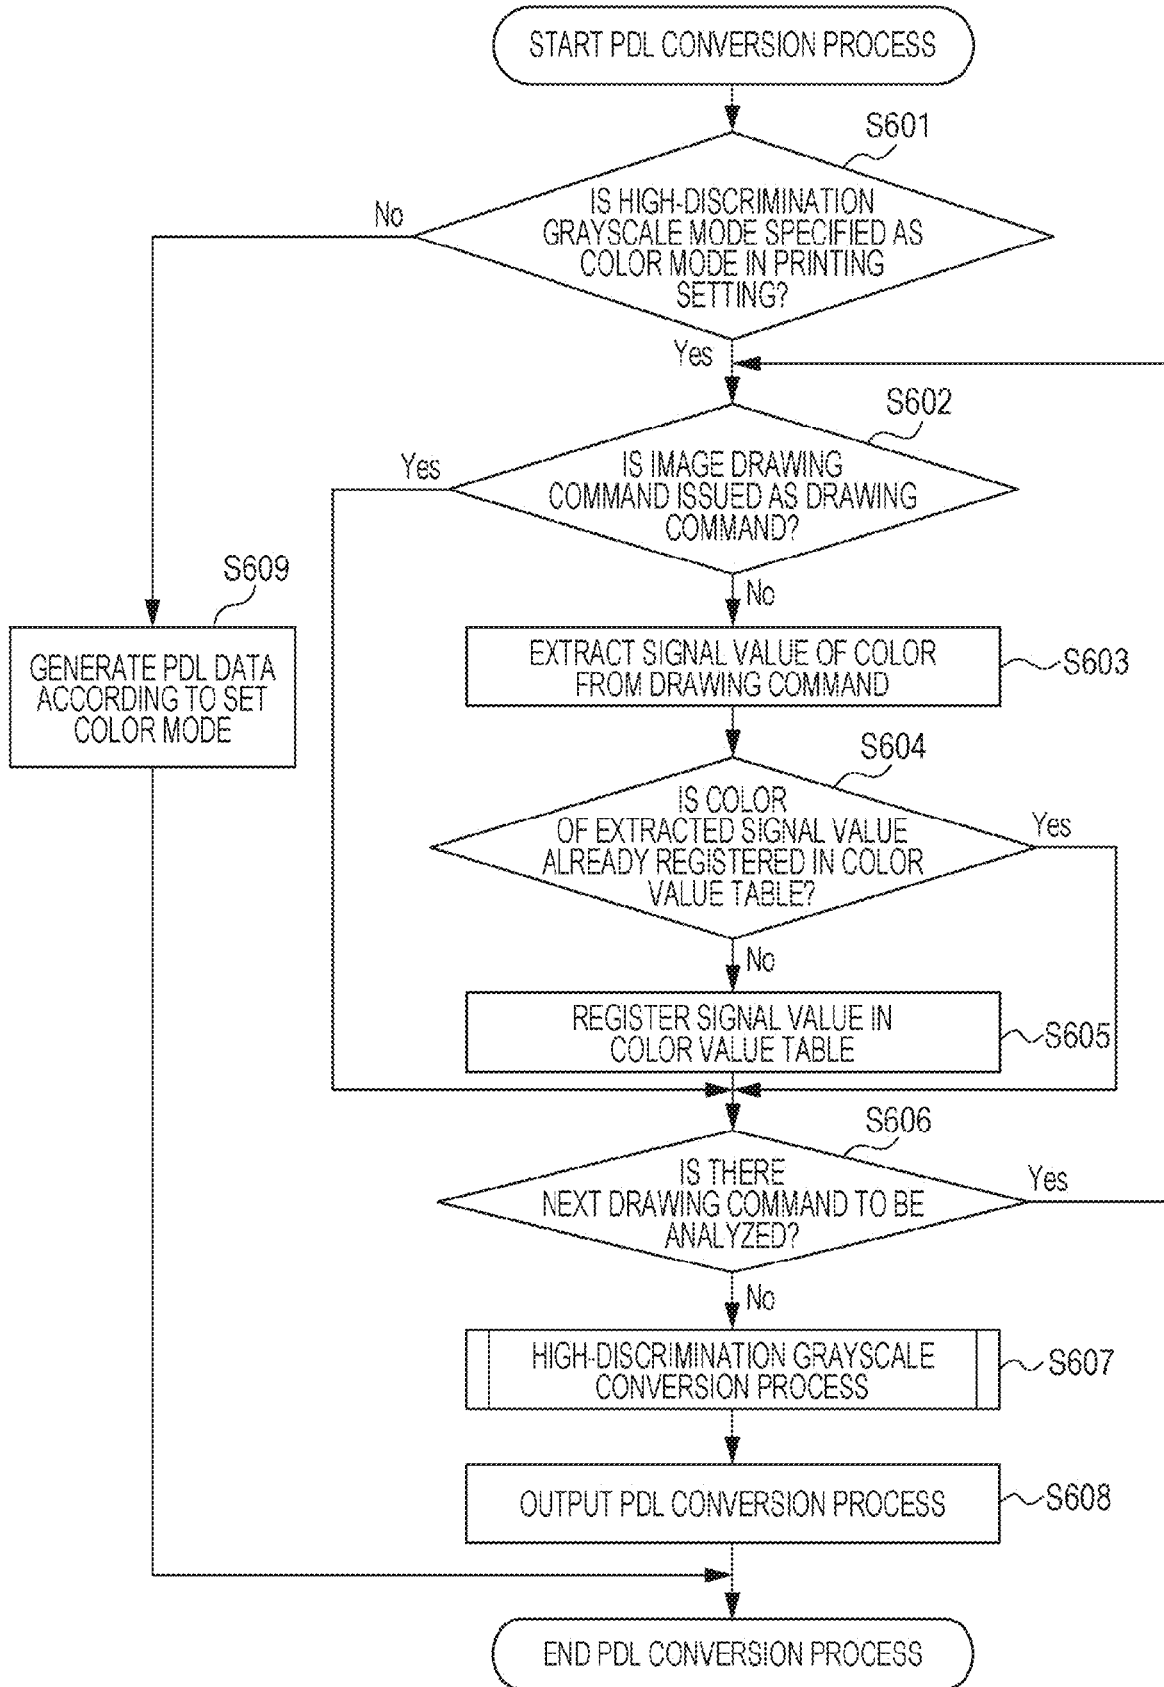 START PDL CONVERSION PROCESS
S601
IS HIGH-DISCRIMINATION
GRAYSCALE MODE SPECIFIED AS
COLOR MODE IN PRINTING
SETTING?
No
Yes
S602
IS IMAGE DRAWING
COMMAND ISSUED AS DRAWING
COMMAND?
Yes
No
S609
GENERATE PDL DATA
ACCORDING TO SET
COLOR MODE
EXTRACT SIGNAL VALUE OF COLOR
FROM DRAWING COMMAND
S603
S604
IS COLOR
OF EXTRACTED SIGNAL VALUE
ALREADY REGISTERED IN COLOR
VALUE TABLE?
Yes
No
REGISTER SIGNAL VALUE IN
COLOR VALUE TABLE
S605
S606
IS THERE
NEXT DRAWING COMMAND TO BE
ANALYZED?
Yes
No
HIGH-DISCRIMINATION GRAYSCALE
CONVERSION PROCESS
S607
OUTPUT PDL CONVERSION PROCESS
S608
END PDL CONVERSION PROCESS